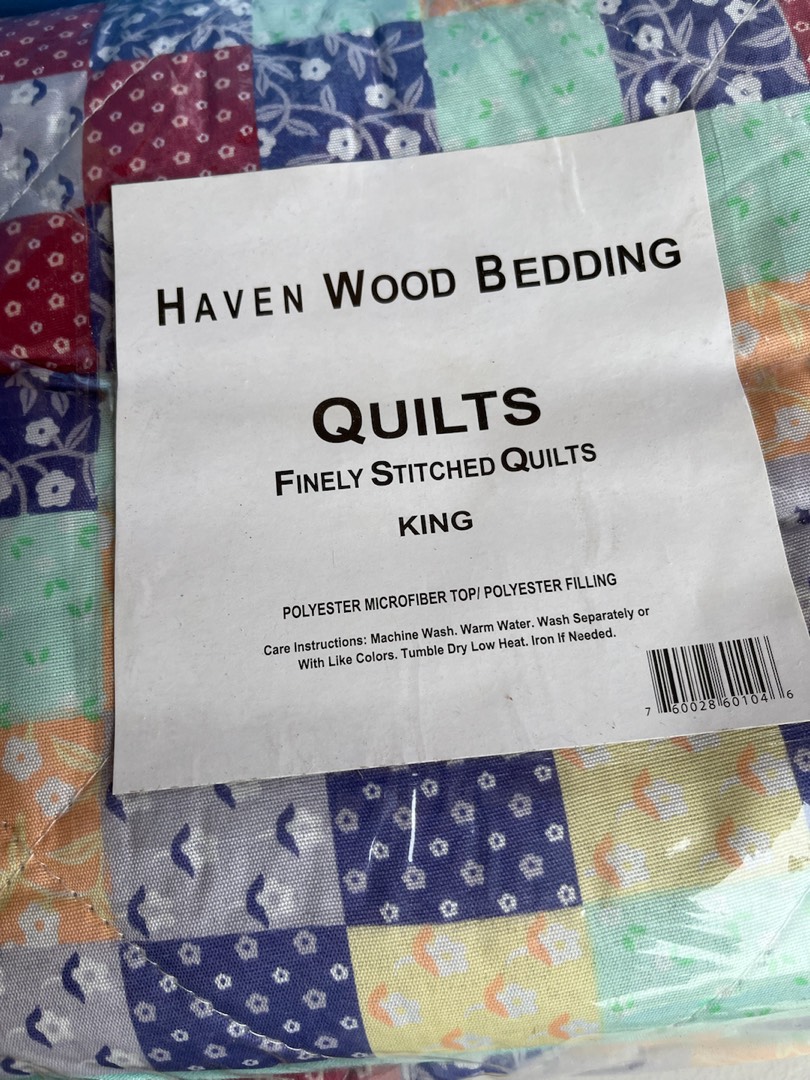 HAVEN WOOD BEDDING
QUILTS
FINELY STITCHED QUILTS
KING
POLYESTER MICROFIBER TOP/ POLYESTER FILLING
Care Instructions: Machine Wash. Warm Water. Wash Separately or
With Like Colors. Tumble Dry Low Heat. Iron If Needed.
7 60028 60104 6